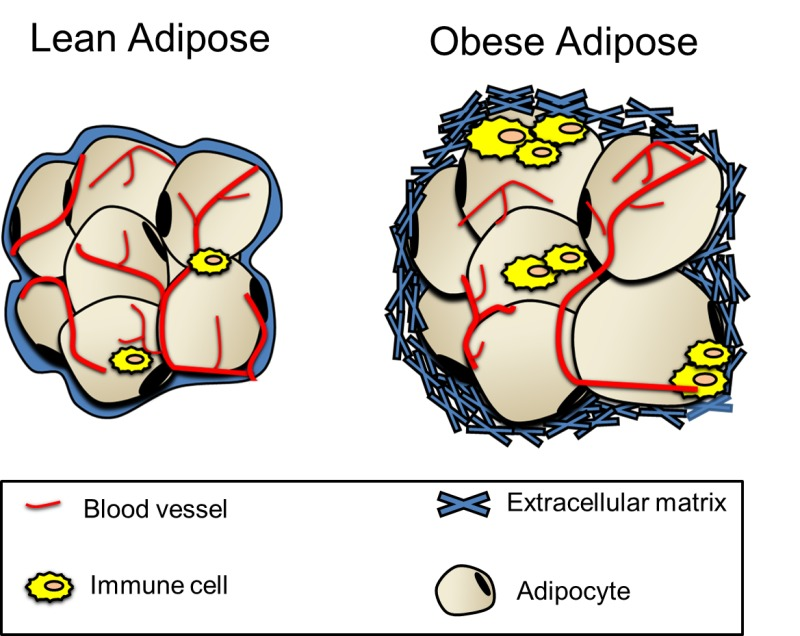 Lean Adipose
Obese Adipose
Blood vessel
Extracellular matrix
Immune cell
Adipocyte